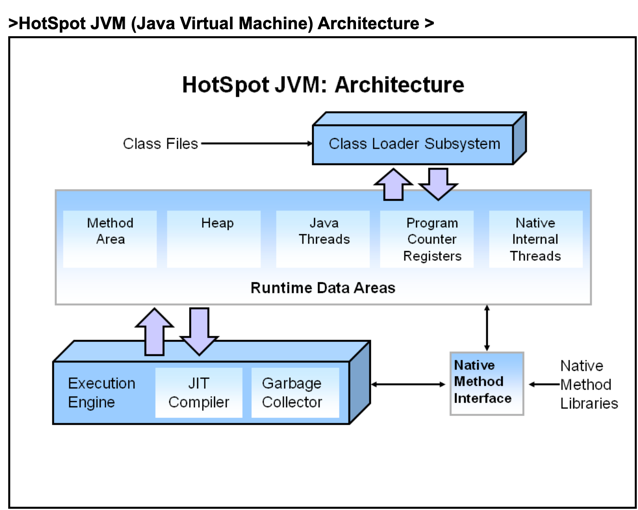 >HotSpot JVM (Java Virtual Machine) Architecture >
HotSpot JVM: Architecture
Class Files
Class Loader Subsystem
Method
Area
Heap
Java
Threads
Program
Counter
Registers
Native
Internal
Threads
Runtime Data Areas
Execution
Engine
JIT
Compiler
Garbage
Collector
Native
Method
Interface
Native
Method
Libraries